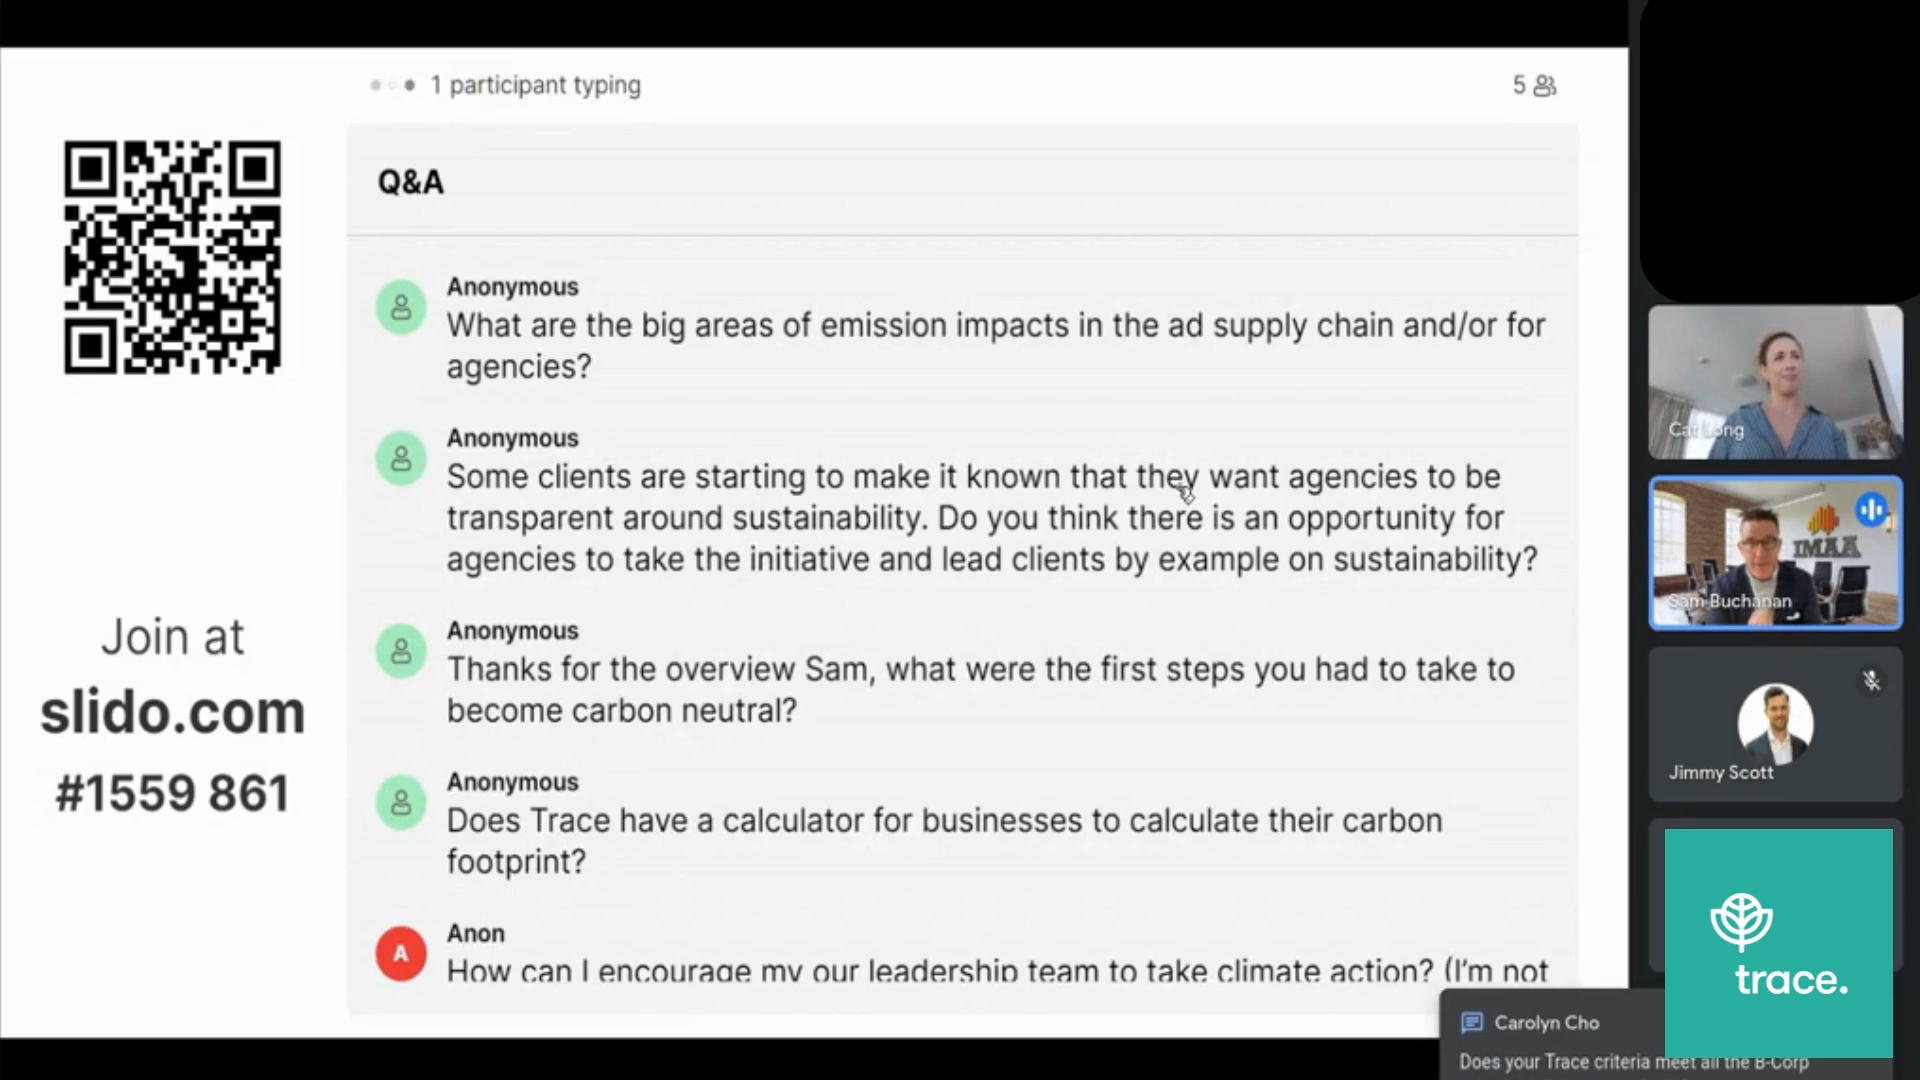 1 participant typing
5
Q&A
Anonymous
What are the big areas of emission impacts in the ad supply chain and/or for
agencies?
Anonymous
Some clients are starting to make it known that they want agencies to be
transparent around sustainability. Do you think there is an opportunity for
agencies to take the initiative and lead clients by example on sustainability?
Anonymous
Thanks for the overview Sam, what were the first steps you had to take to
become carbon neutral?
Anonymous
Does Trace have a calculator for businesses to calculate their carbon
footprint?
A
Anon
How can I encourage my our leadership team to take climate action? (I'm not
Join at
slido.com
#1559 861
Cat Long
IMAA
Sam Buchanan
Jimmy Scott
trace.
Carolyn Cho
Does your Trace criteria meet all the B-Corp